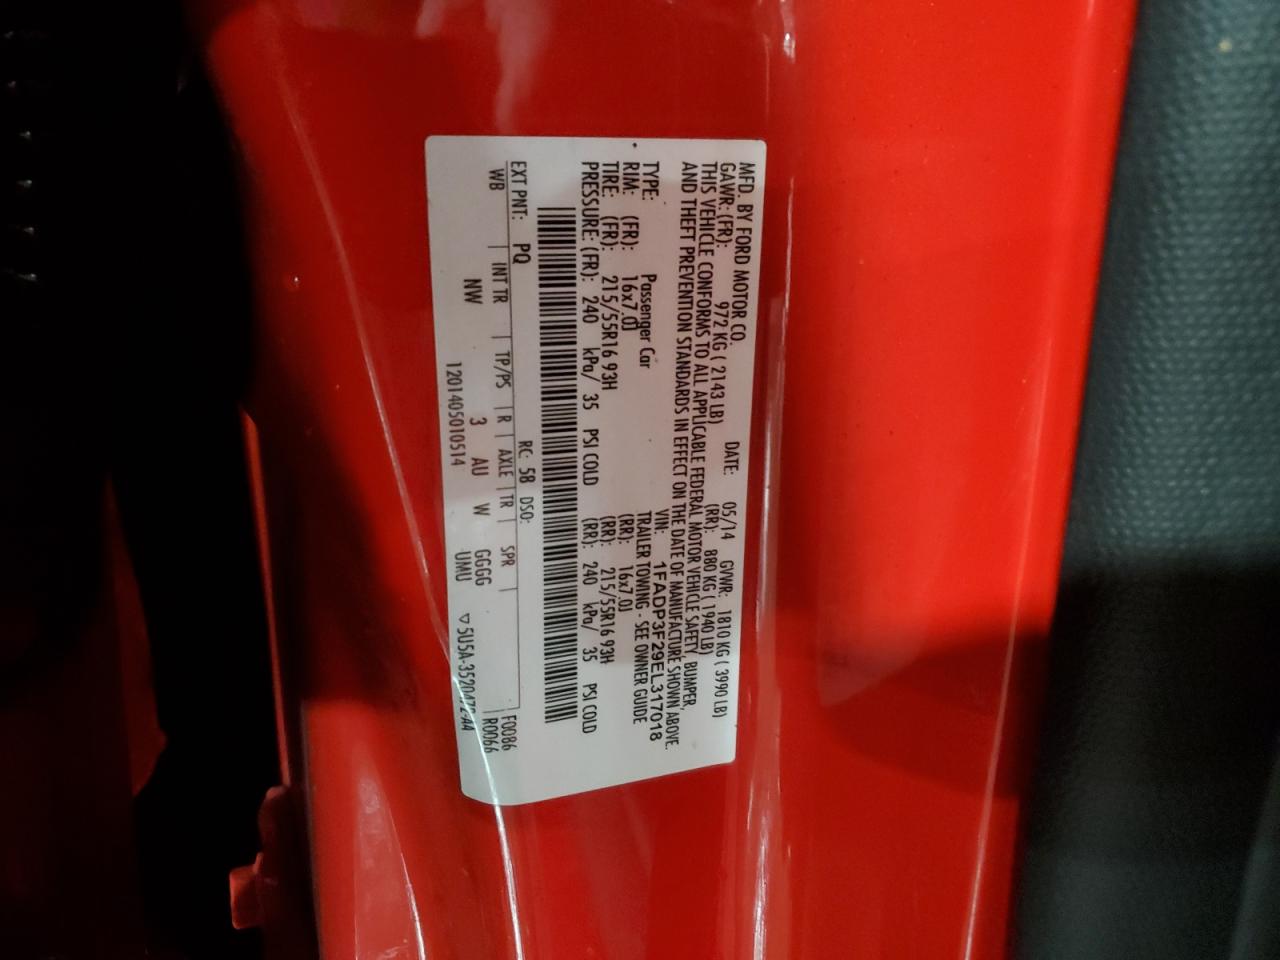 MFD. BY FORD MOTOR CO.
DATE: 05/14 GVWR: 1810 KG ( 3990 LB)
GAWR: (FR): 972 KG ( 2143 LB) (RR): 880 KG ( 1940 LB)
THIS VEHICLE CONFORMS TO ALL APPLICABLE FEDERAL MOTOR VEHICLE SAFETY, BUMPER,
AND THEFT PREVENTION STANDARDS IN EFFECT ON THE DATE OF MANUFACTURE SHOWN ABOVE.
VIN: 1FADP3F29EL317018
TYPE: Passenger Car TRAILER TOWING - SEE OWNER GUIDE
RIM: (FR): 16x7.0J (RR): 16x7.0J
TIRE: (FR): 215/55R16 93H (RR): 215/55R16 93H
PRESSURE: (FR): 240 kPa/ 35 PSI COLD (RR): 240 kPa/ 35 PSI COLD
EXT PNT: PQ RC: 58 DSO: F0086
WB INT TR TP/PS R AXLE TR SPR R0066
NW 3 AU W GGGG
1201405010514 UMU ▽5U5A-3520472-AA